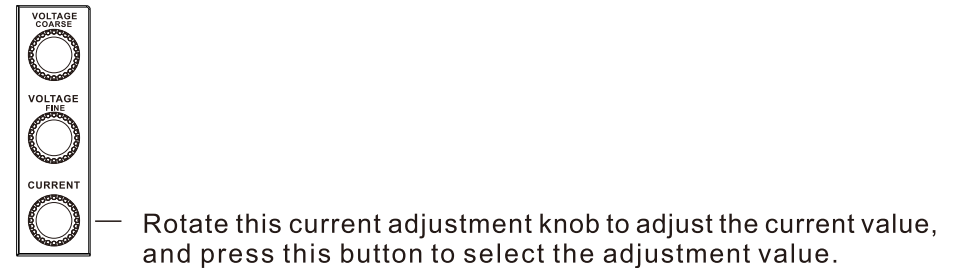 VOLTAGE
COARSE
VOLTAGE
FINE
CURRENT
Rotate this current adjustment knob to adjust the current value,
and press this button to select the adjustment value.